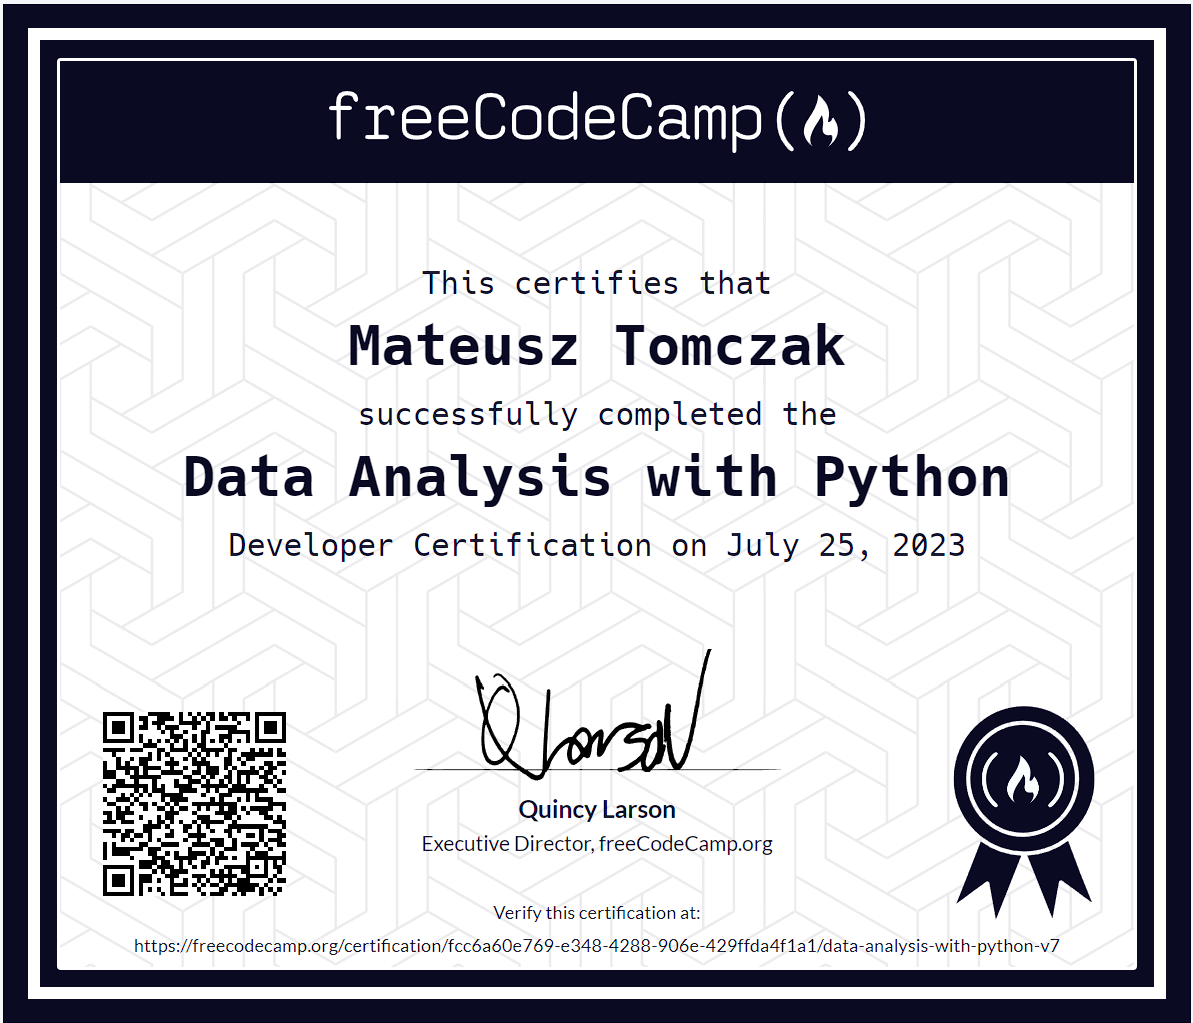 freeCodeCamp(🔥)
This certifies that
Mateusz Tomczak
successfully completed the
Data Analysis with Python
Developer Certification on July 25, 2023
Q Larson
Quincy Larson
Executive Director, freeCodeCamp.org
Verify this certification at:
https://freecodecamp.org/certification/fcc6a60e769-e348-4288-906e-429ffda4f1a1/data-analysis-with-python-v7